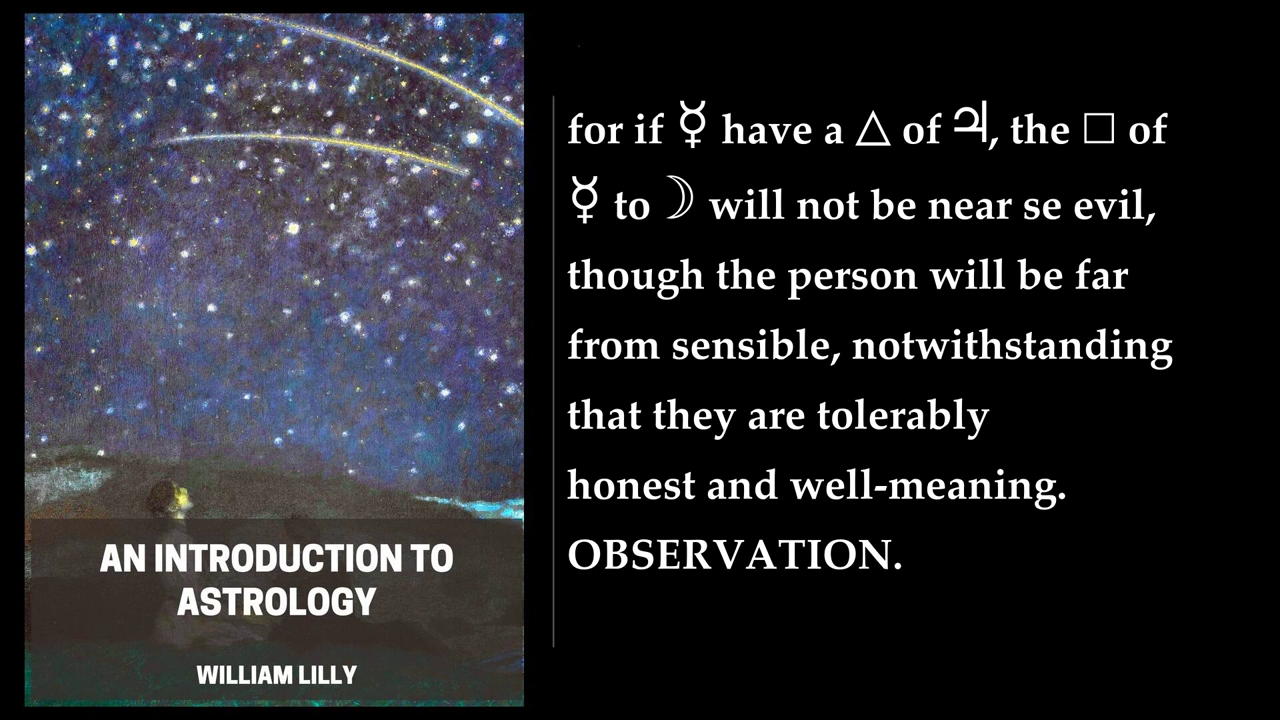 AN INTRODUCTION TO
ASTROLOGY
WILLIAM LILLY
for if ☿ have a △ of ♃, the □ of
☿ to ☽ will not be near se evil,
though the person will be far
from sensible, notwithstanding
that they are tolerably
honest and well-meaning.
OBSERVATION.